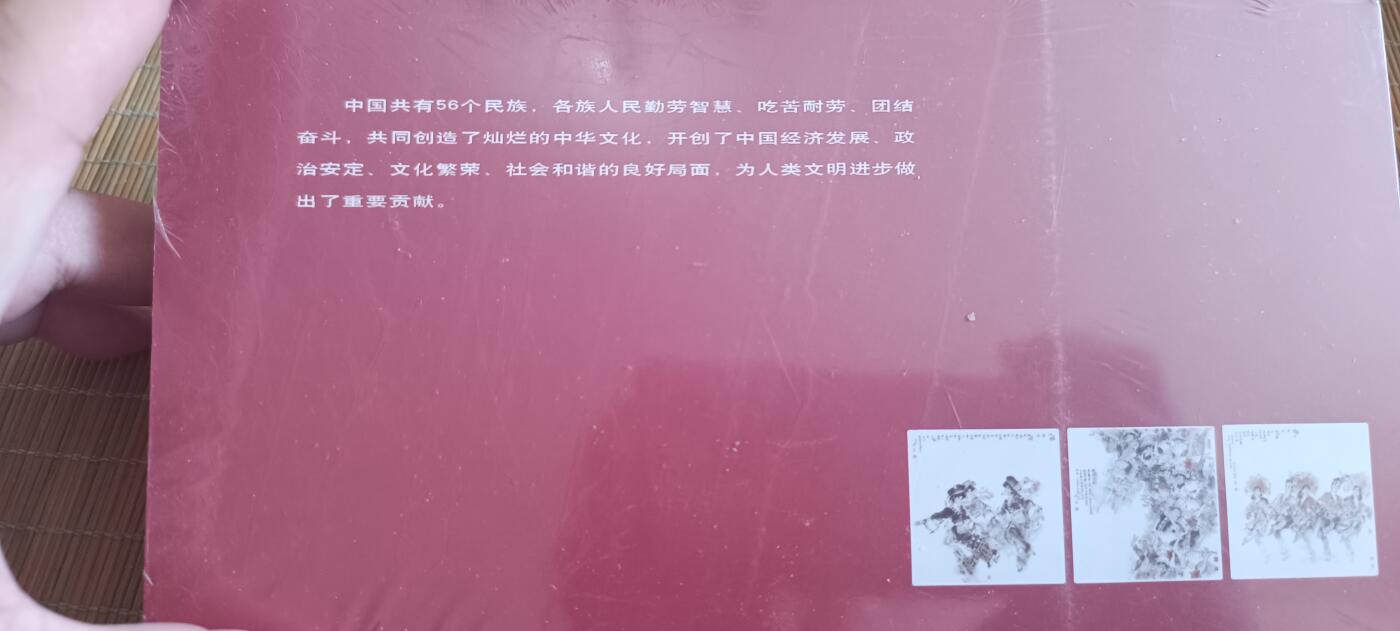 中国共有56个民族，各族人民勤劳智慧、吃苦耐劳、团结
奋斗，共同创造了灿烂的中华文化，开创了中国经济发展、政
治安定、文化繁荣、社会和谐的良好局面，为人类文明进步做
出了重要贡献。